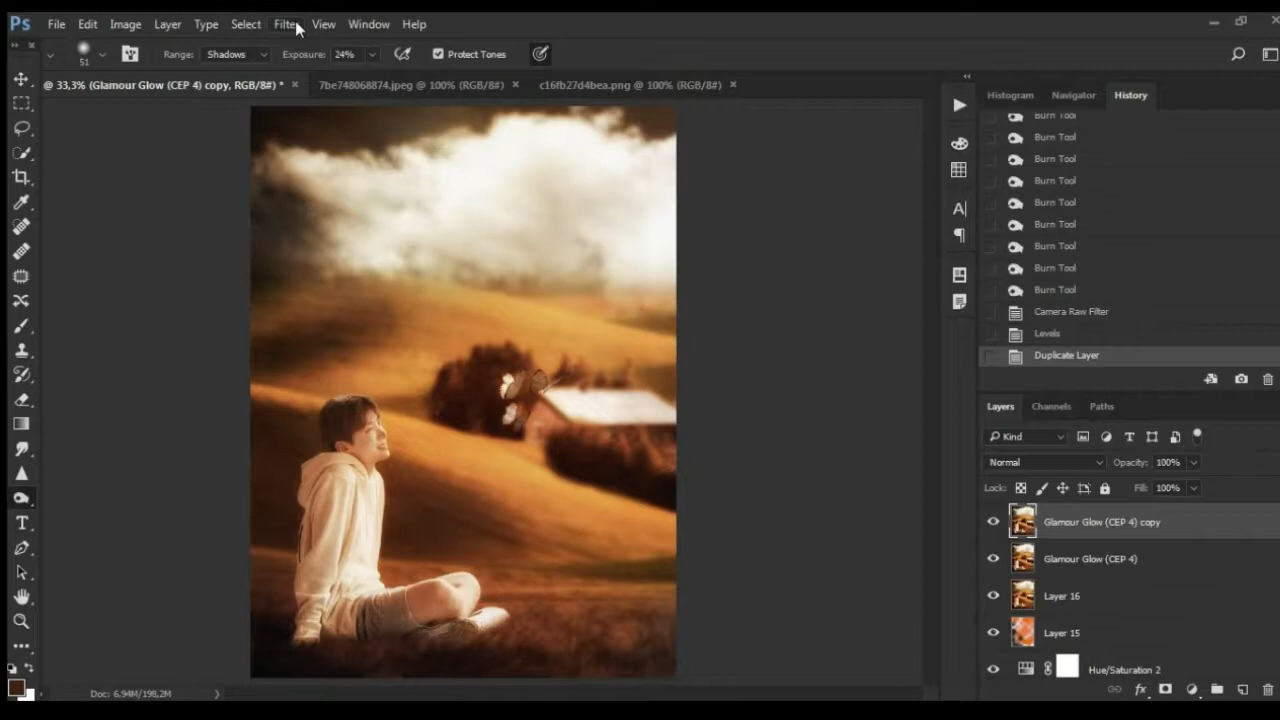 Ps File Edit Image Layer Type Select Filter View Window Help
51 Range: Shadows Exposure: 24% Protect Tones
@ 33,3% (Glamour Glow (CEP 4) copy, RGB/8#) * × 7be748068874.jpeg @ 100% (RGB/8#) × c16fb27d4bea.png @ 100% (RGB/8#) ×
Histogram Navigator History
Burn Tool
Burn Tool
Burn Tool
Burn Tool
Burn Tool
Burn Tool
Burn Tool
Burn Tool
Burn Tool
Camera Raw Filter
Levels
Duplicate Layer
Layers Channels Paths
Kind
Normal Opacity: 100%
Lock: Fill: 100%
Glamour Glow (CEP 4) copy
Glamour Glow (CEP 4)
Layer 16
Layer 15
Hue/Saturation 2
Doc: 6,94M/198,2M
fx